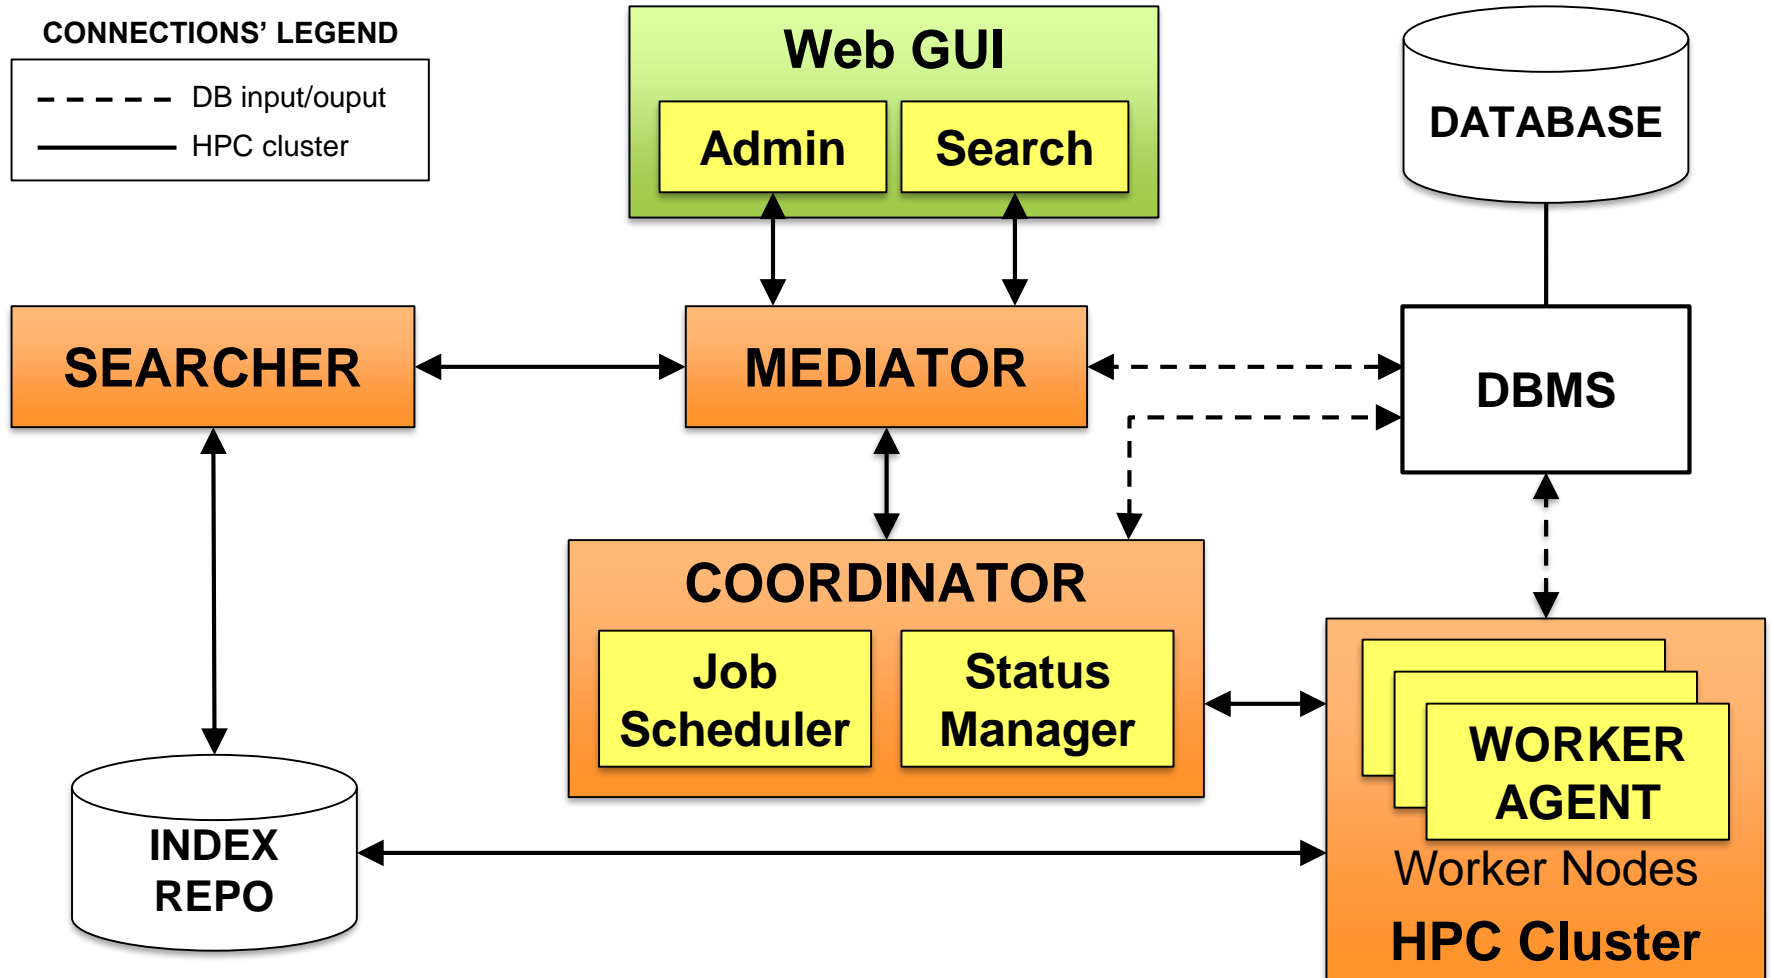 CONNECTIONS’ LEGEND
DB input/ouput
HPC cluster
Web GUI
Admin
Search
DATABASE
SEARCHER
MEDIATOR
DBMS
COORDINATOR
Job
Scheduler
Status
Manager
WORKER
AGENT
Worker Nodes
HPC Cluster
INDEX
REPO